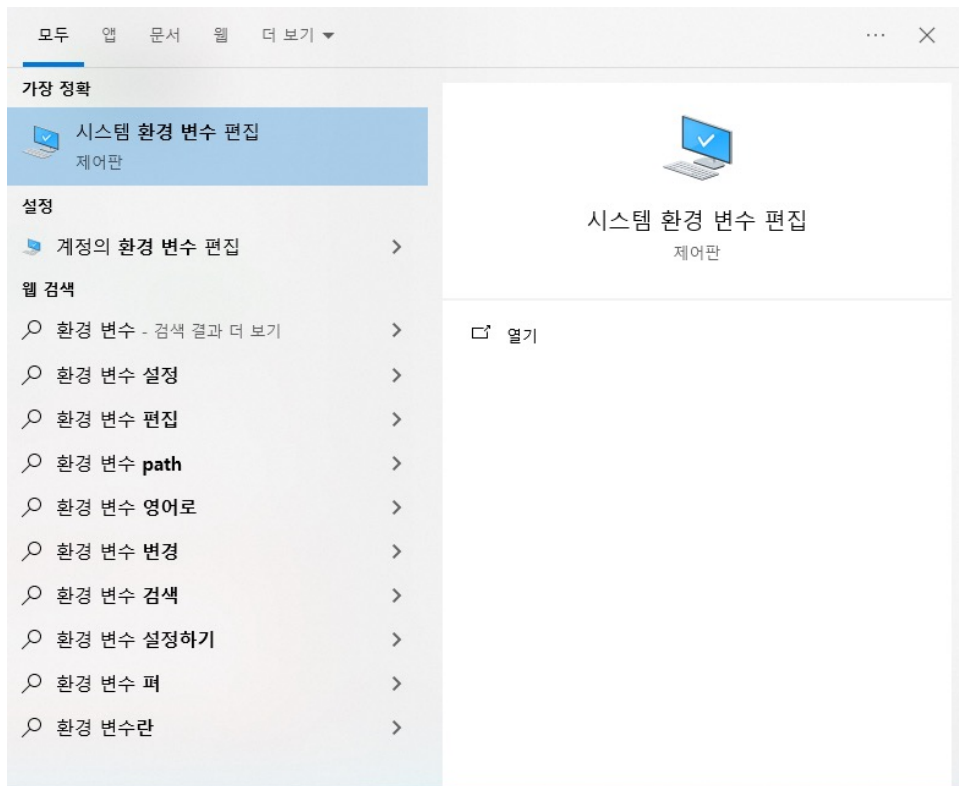 모두 앱 문서 웹 더 보기
가장 정확
시스템 환경 변수 편집
제어판
설정
계정의 환경 변수 편집
웹 검색
환경 변수 - 검색 결과 더 보기
환경 변수 설정
환경 변수 편집
환경 변수 path
환경 변수 영어로
환경 변수 변경
환경 변수 검색
환경 변수 설정하기
환경 변수 펴
환경 변수란
시스템 환경 변수 편집
제어판
열기